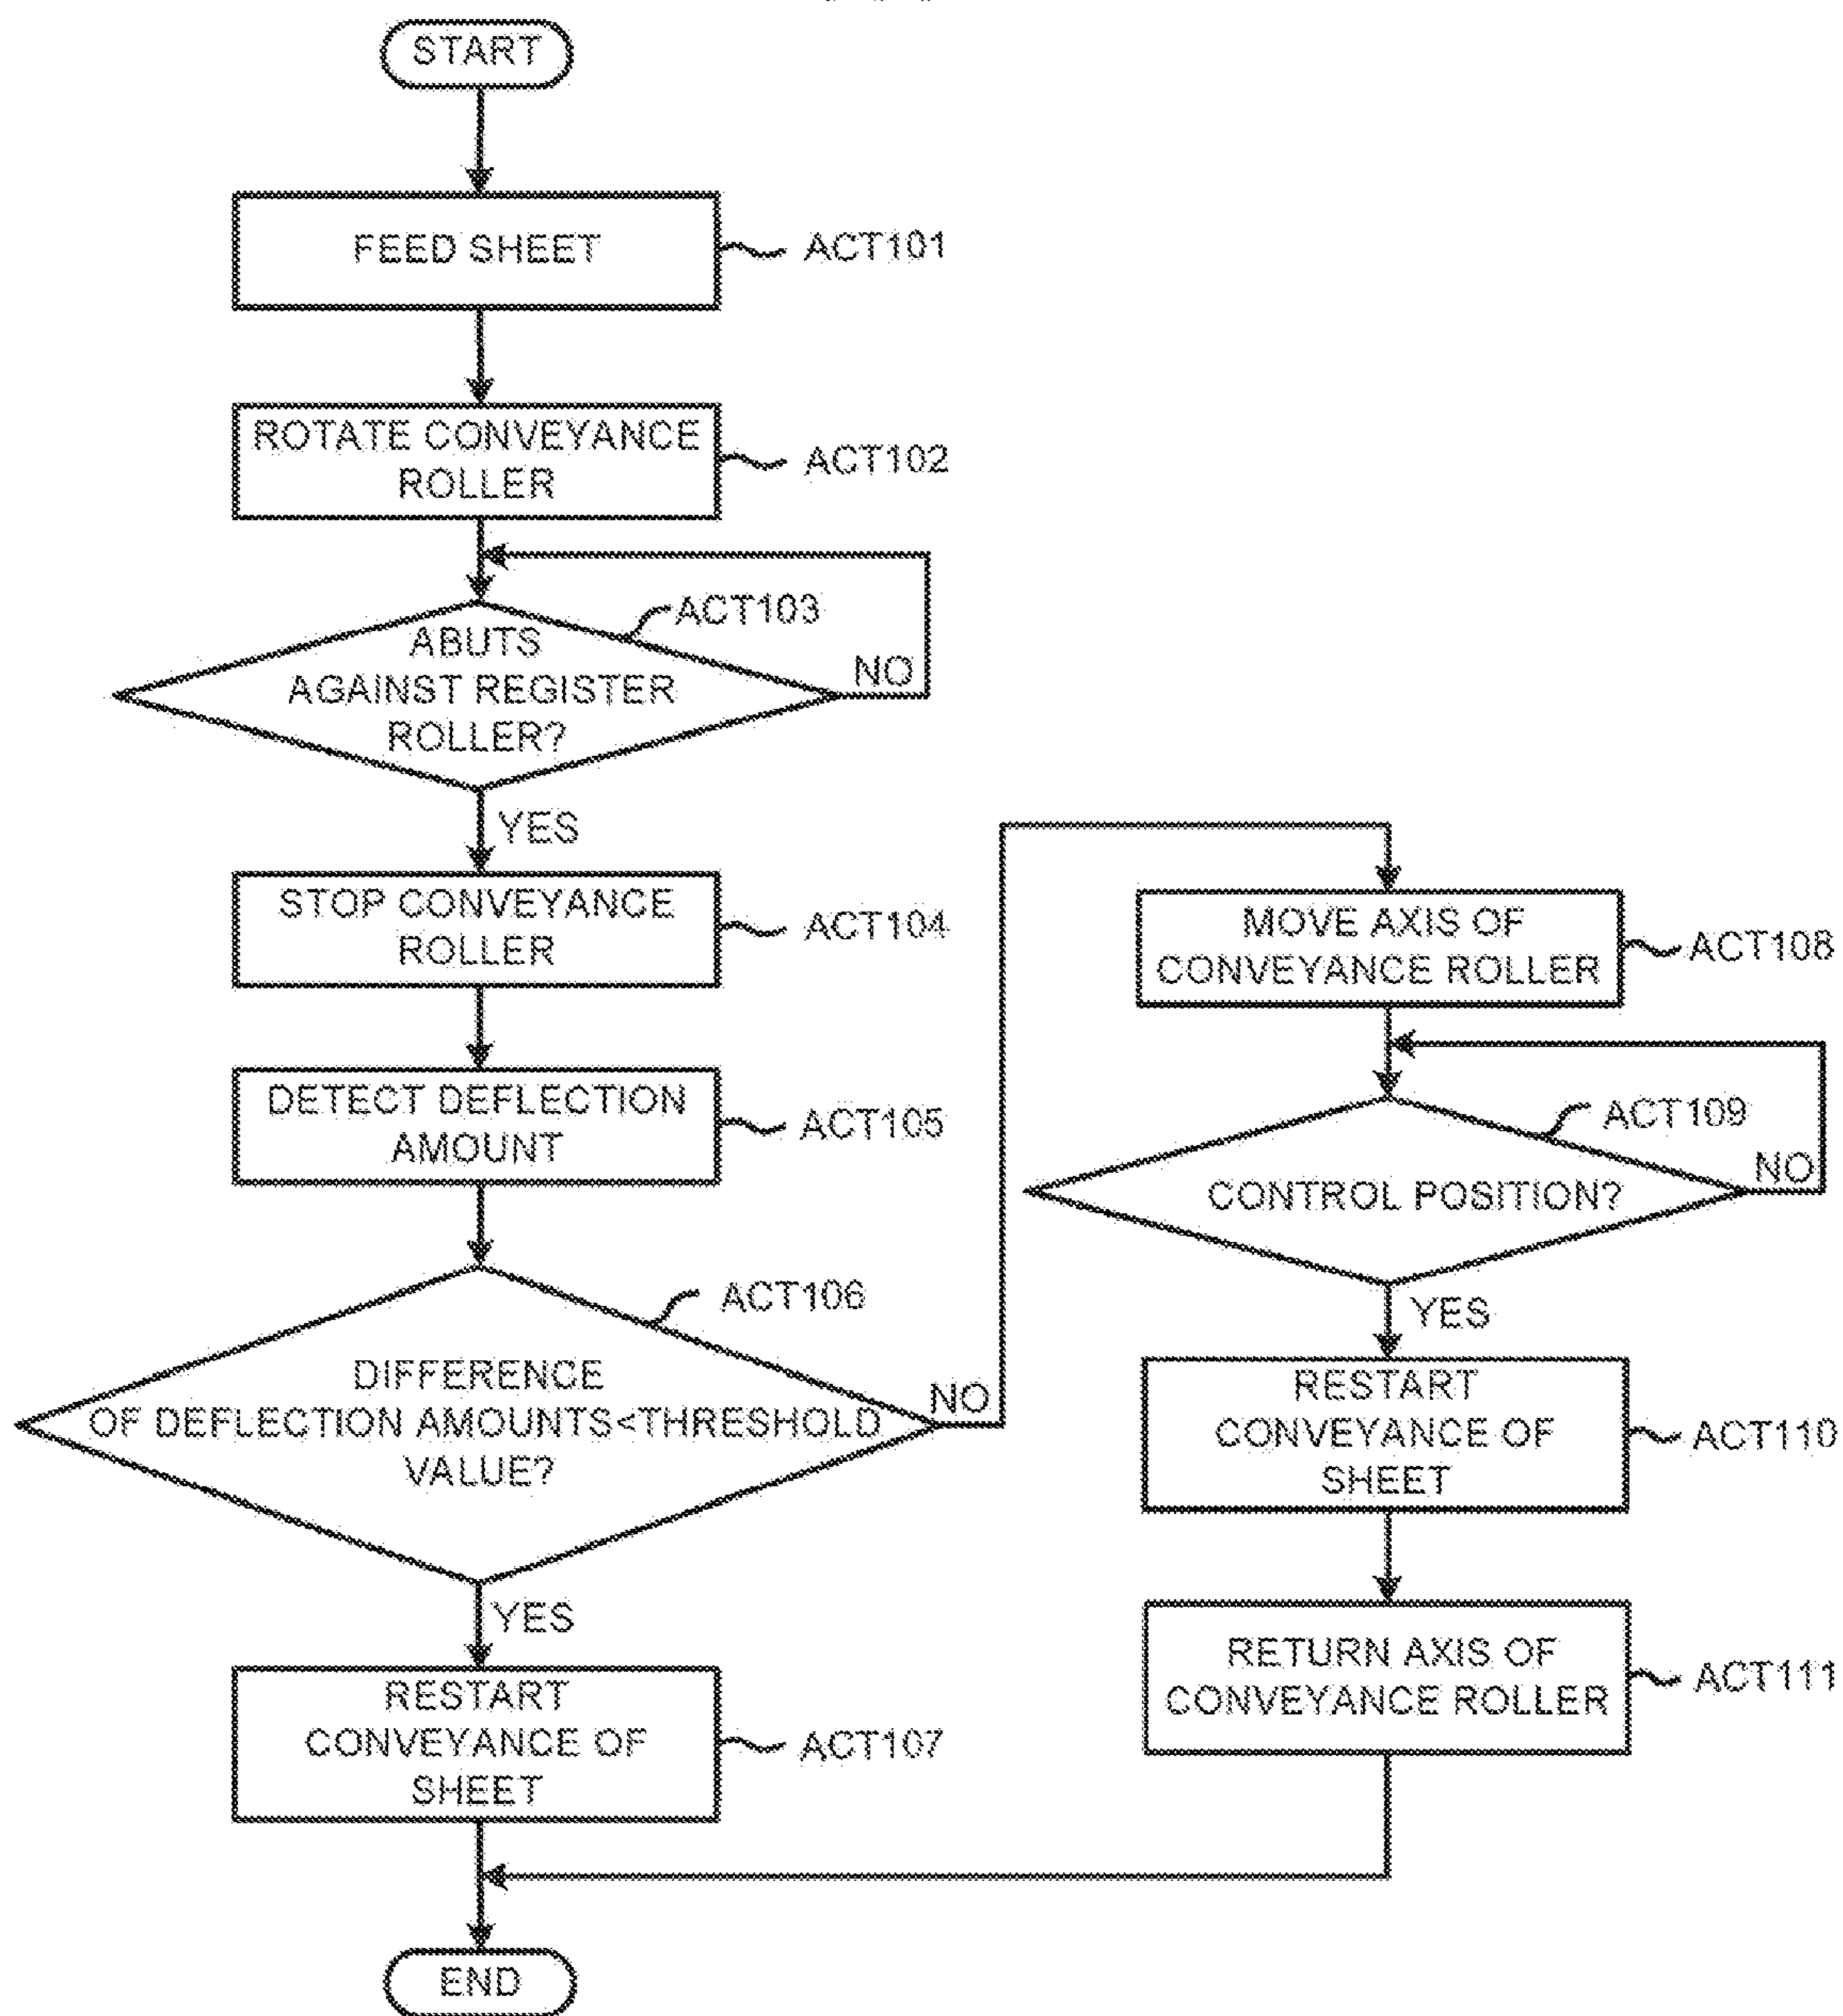 START
FEED SHEET
ACT101
ROTATE CONVEYANCE
ROLLER
ACT102
ACT103
ABUTS
AGAINST REGISTER
ROLLER?
NO
YES
STOP CONVEYANCE
ROLLER
ACT104
DETECT DEFLECTION
AMOUNT
ACT105
ACT106
DIFFERENCE
OF DEFLECTION AMOUNTS<THRESHOLD
VALUE?
NO
YES
RESTART
CONVEYANCE OF
SHEET
ACT107
MOVE AXIS OF
CONVEYANCE ROLLER
ACT108
ACT109
CONTROL POSITION?
NO
YES
RESTART
CONVEYANCE OF
SHEET
ACT110
RETURN AXIS OF
CONVEYANCE ROLLER
ACT111
END